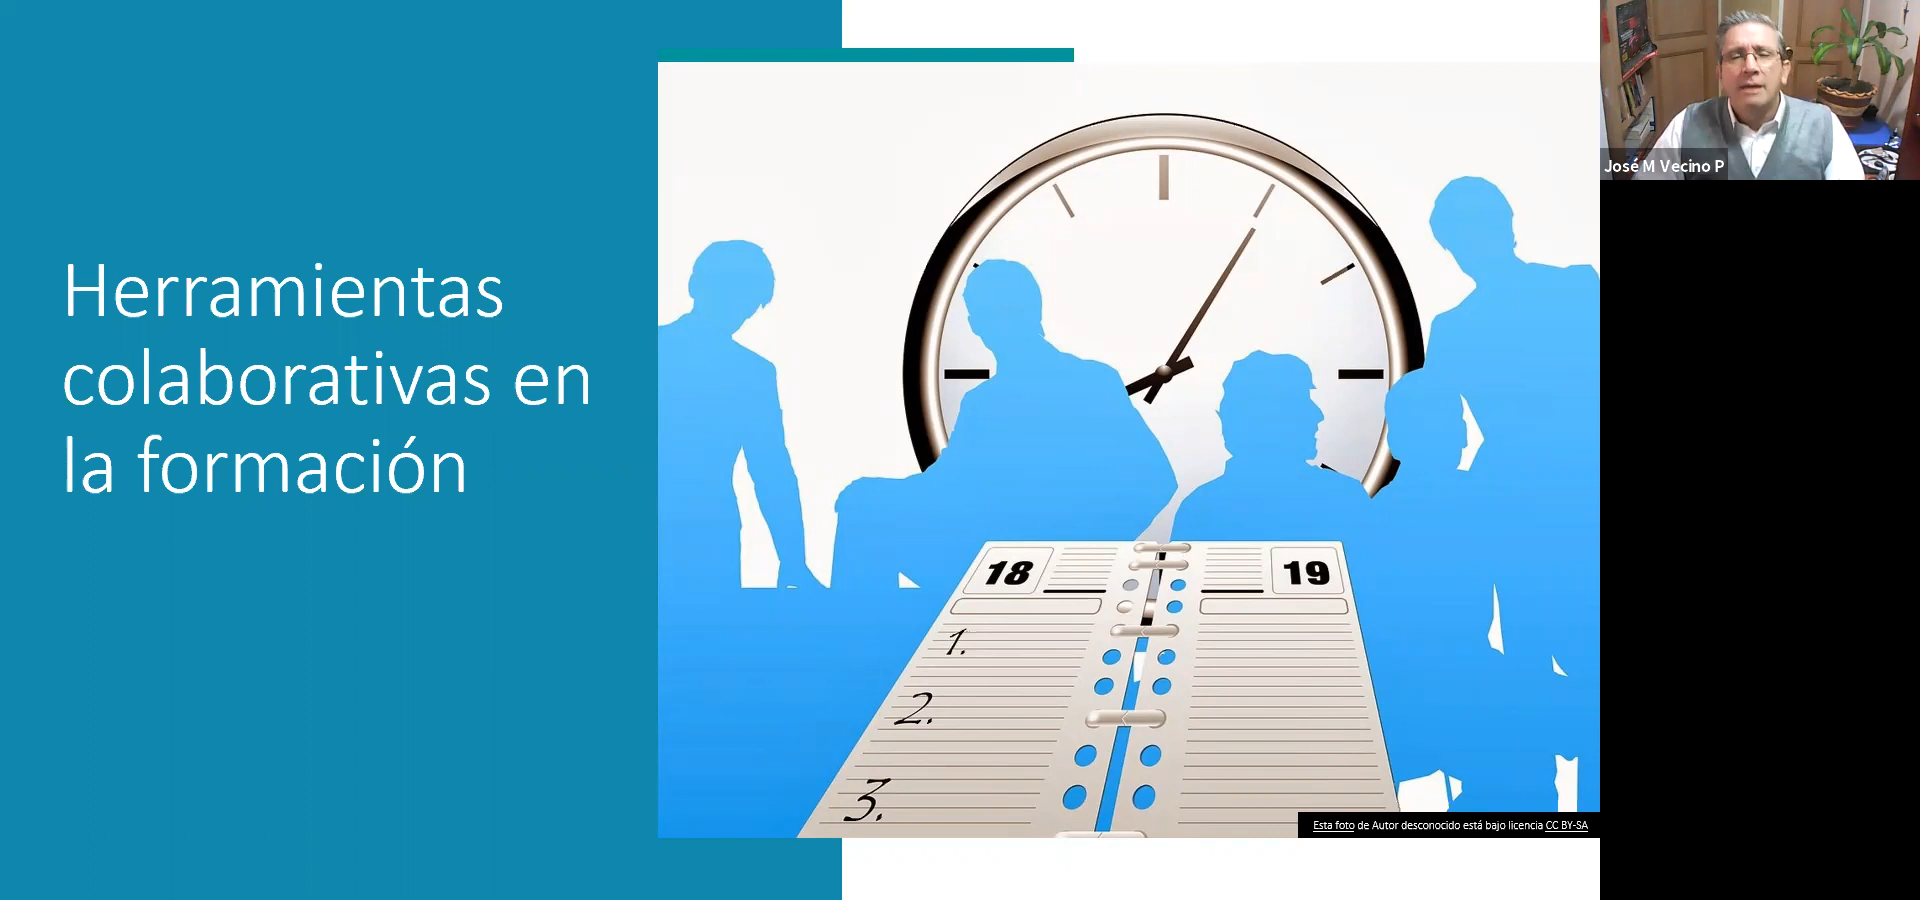 Herramientas
colaborativas en
la formación
18
19
1.
2.
3.
Esta foto de Autor desconocido está bajo licencia CC BY-SA
José M Vecino P